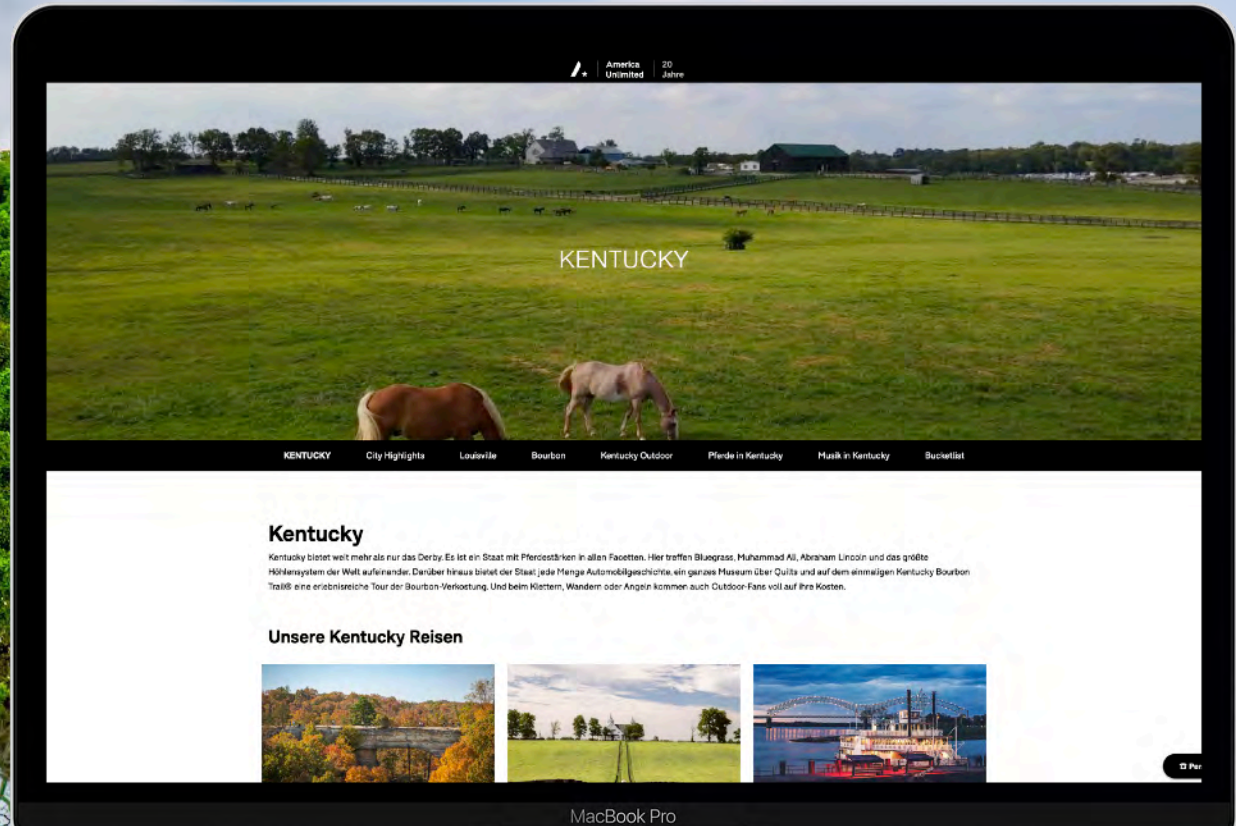 America
Unlimited
20
Jahre
KENTUCKY
KENTUCKY City Highlights Louisville Bourbon Kentucky Outdoor Pferde in Kentucky Musik in Kentucky Bucketlist
Kentucky
Kentucky bietet weit mehr als nur das Derby. Es ist ein Staat mit Pferdestärken in allen Facetten. Hier treffen Bluegrass, Muhammad Ali, Abraham Lincoln und das größte
Höhlensystem der Welt aufeinander. Darüber hinaus bietet der Staat jede Menge Automobilgeschichte, ein ganzes Museum über Quilts und auf dem einmaligen Kentucky Bourbon
Trail® eine erlebnisreiche Tour der Bourbon-Verkostung. Und beim Klettern, Wandern oder Angeln kommen auch Outdoor-Fans voll auf ihre Kosten.
Unsere Kentucky Reisen
MacBook Pro